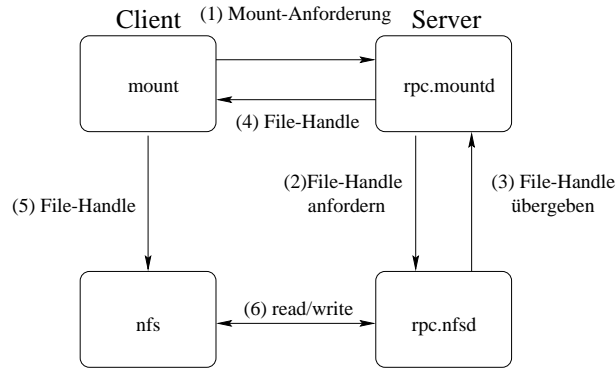 Client
(1) Mount-Anforderung
Server
mount
rpc.mountd
(4) File-Handle
(5) File-Handle
(2)File-Handle
anfordern
(3) File-Handle
übergeben
nfs
(6) read/write
rpc.nfsd